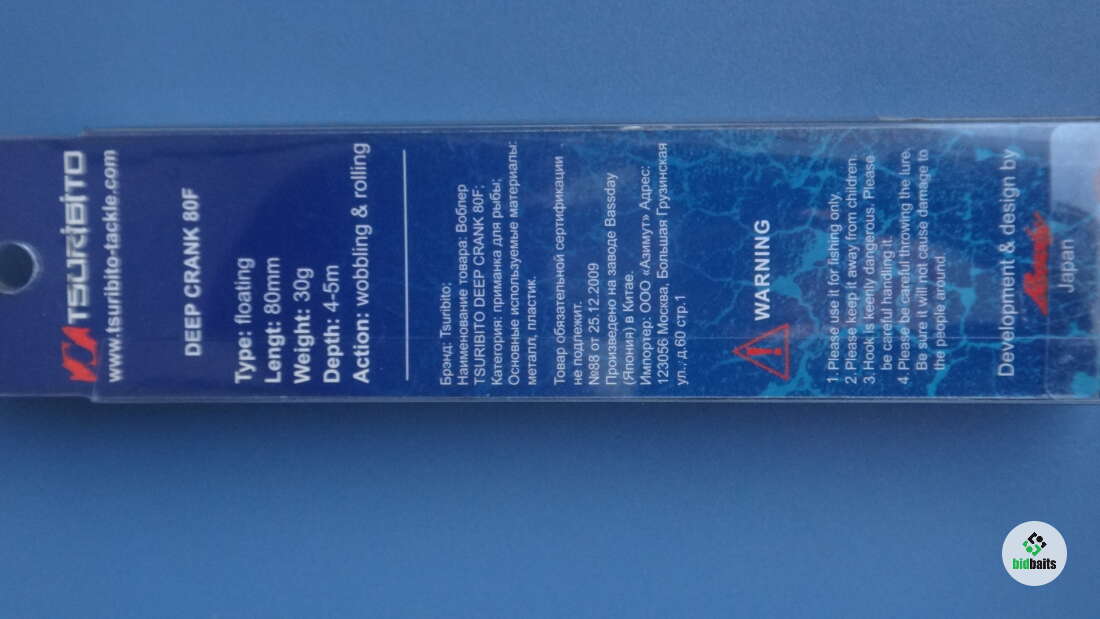 TSURIBITO
www.tsuribito-tackle.com
DEEP CRANK 80F
Type: floating
Lengt: 80mm
Weight: 30g
Depth: 4-5m
Action: wobbling & rolling
Брэнд: Tsuribito;
Наименование товара: Воблер
TSURIBITO DEEP CRANK 80F;
Категория: приманка для рыбы;
Основные используемые материалы:
металл, пластик.
Товар обязательной сертификации
не подлежит.
№88 от 25.12.2009
Произведено на заводе Bassday
(Япония) в Китае.
Импортер: ООО «Азимут» Адрес:
123056 Москва, Большая Грузинская
ул., д.60 стр.1
WARNING
1. Please use it for fishing only.
2. Please keep it away from children.
3. Hook is keenly dangerous. Please
be careful handling it.
4. Please be careful throwing the lure.
Be sure it will not cause damage to
the people around.
Development & design by
Japan
bidbaits